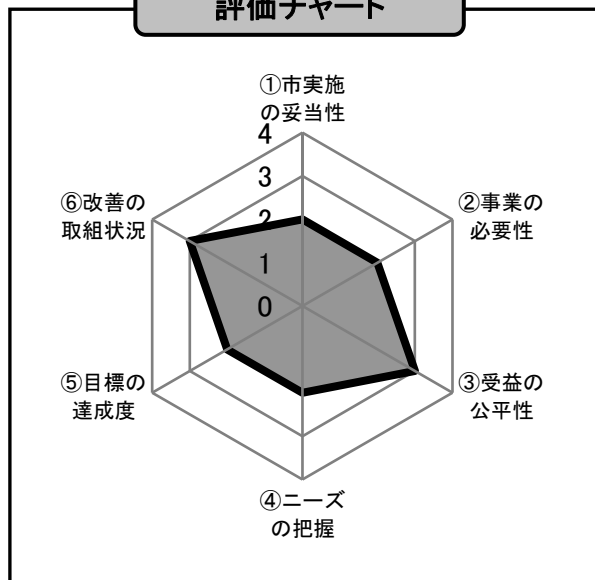 評価チャート
①市実施
の妥当性
4
3
2
1
0
②事業の
必要性
③受益の
公平性
④ニーズ
の把握
⑤目標の
達成度
⑥改善の
取組状況